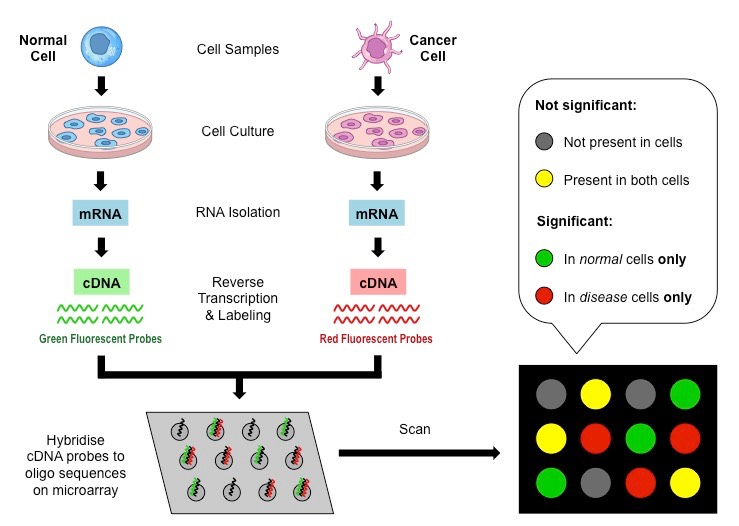 Normal
Cell
Cell Samples
Cancer
Cell
Cell Culture
mRNA
RNA Isolation
mRNA
cDNA
Reverse
Transcription
& Labeling
cDNA
Green Fluorescent Probes
Red Fluorescent Probes
Hybridise
cDNA probes to
oligo sequences
on microarray
Scan
Not significant:
Not present in cells
Present in both cells
Significant:
In normal cells only
In disease cells only